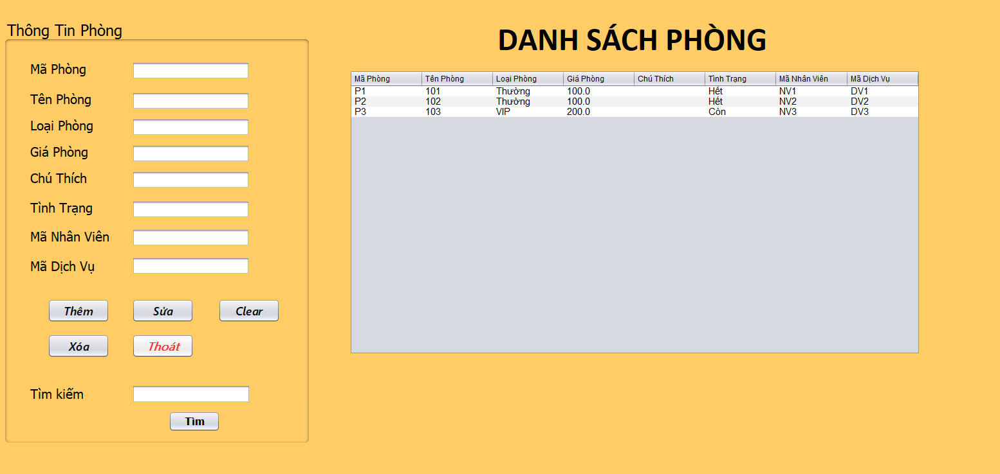 Thông Tin Phòng
Mã Phòng
Tên Phòng
Loại Phòng
Giá Phòng
Chú Thích
Tình Trạng
Mã Nhân Viên
Mã Dịch Vụ
Thêm Sửa Clear
Xóa Thoát
Tìm kiếm
Tìm
DANH SÁCH PHÒNG
Mã Phòng Tên Phòng Loại Phòng Giá Phòng Chú Thích Tình Trạng Mã Nhân Viên Mã Dịch Vụ
P1 101 Thường 100.0 Hết NV1 DV1
P2 102 Thường 100.0 Hết NV2 DV2
P3 103 VIP 200.0 Còn NV3 DV3